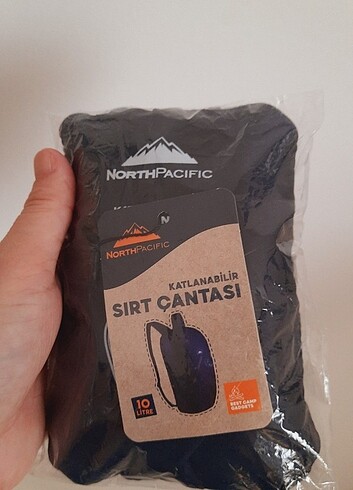 NORTHPACIFIC
N
NORTHPACIFIC
KATLANABİLİR
SIRT ÇANTASI
10
LİTRE
BEST CAMP
GADGETS